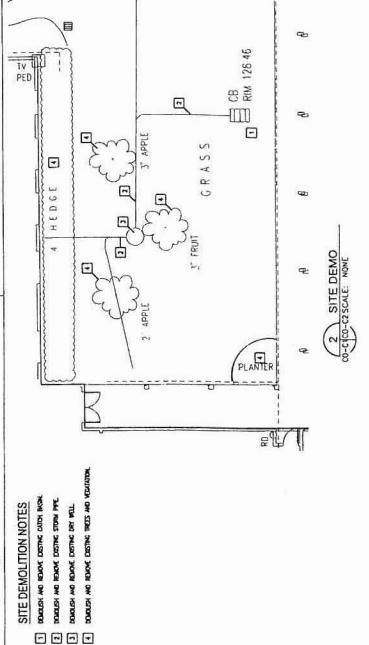 SITE DEMOLITION NOTES
1 DEMOLISH AND REMOVE EXISTING CATCH BASIN.
2 DEMOLISH AND REMOVE EXISTING STORM PIPE.
3 DEMOLISH AND REMOVE EXISTING DRY WELL
4 DEMOLISH AND REMOVE EXISTING TREES AND VEGATATION.
TV
PED
4 HEDGE
4
4
3" APPLE
2
2
3
4
2
4
2" APPLE
3" FRUIT
GRASS
CB
RIM 126.46
1
4
PLANTER
RD
2
SITE DEMO
C0-C1 C0-C2 SCALE: NONE